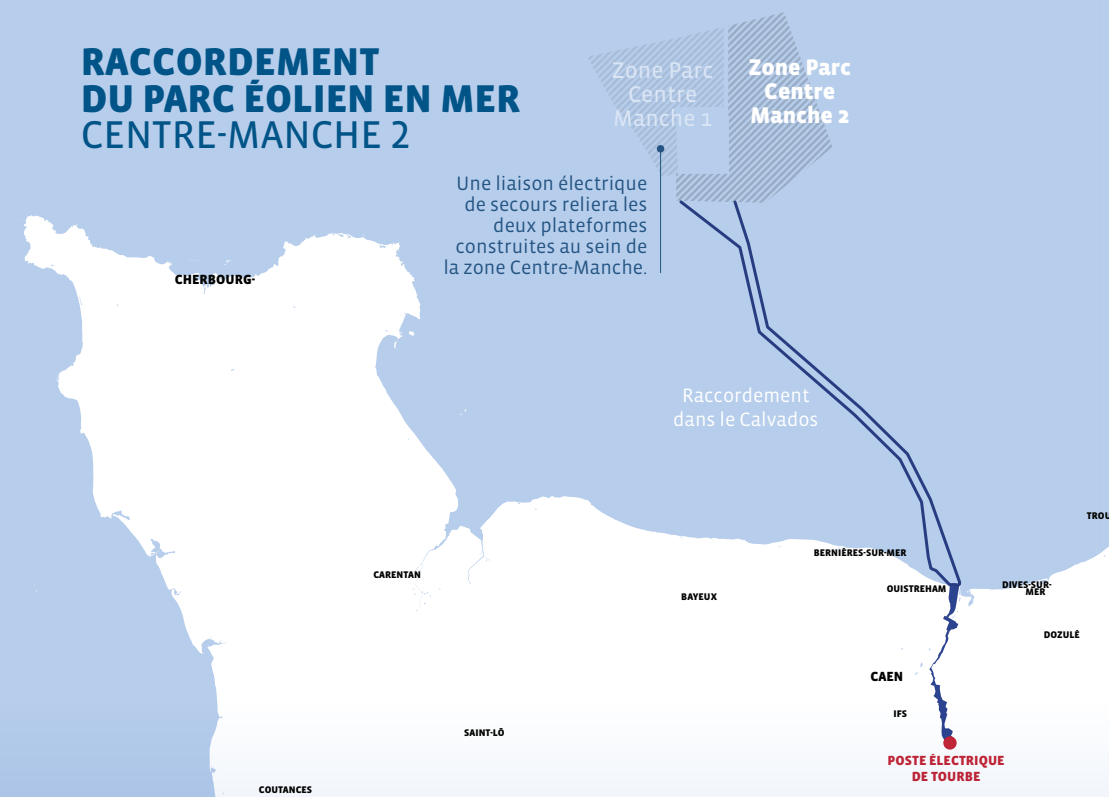 RACCORDEMENT
DU PARC ÉOLIEN EN MER
CENTRE-MANCHE 2
Zone Parc
Centre
Manche 1
Zone Parc
Centre
Manche 2
Une liaison électrique
de secours reliera les
deux plateformes
construites au sein de
la zone Centre-Manche.
CHERBOURG-
Raccordement
dans le Calvados
TROU
BERNIÈRES-SUR-MER
CARENTAN
OUISTREHAM
DIVES-SUR-
MER
BAYEUX
DOZULÉ
CAEN
IFS
SAINT-LÔ
POSTE ÉLECTRIQUE
DE TOURBE
COUTANCES